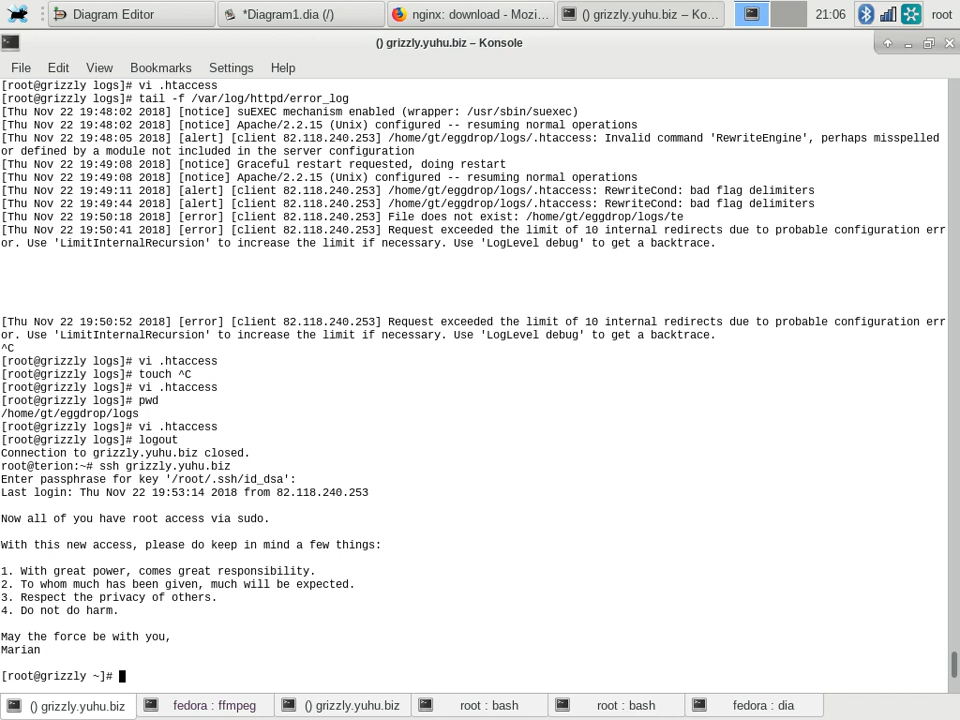 Diagram Editor
*Diagram1.dia (/)
nginx: download - Mozi...
() grizzly.yuhu.biz – Ko...
21:06
root
() grizzly.yuhu.biz – Konsole
File Edit View Bookmarks Settings Help
[root@grizzly logs]# vi .htaccess
[root@grizzly logs]# tail -f /var/log/httpd/error_log
[Thu Nov 22 19:48:02 2018] [notice] suEXEC mechanism enabled (wrapper: /usr/sbin/suexec)
[Thu Nov 22 19:48:02 2018] [notice] Apache/2.2.15 (Unix) configured -- resuming normal operations
[Thu Nov 22 19:48:05 2018] [alert] [client 82.118.240.253] /home/gt/eggdrop/logs/.htaccess: Invalid command 'RewriteEngine', perhaps misspelled
or defined by a module not included in the server configuration
[Thu Nov 22 19:49:08 2018] [notice] Graceful restart requested, doing restart
[Thu Nov 22 19:49:08 2018] [notice] Apache/2.2.15 (Unix) configured -- resuming normal operations
[Thu Nov 22 19:49:11 2018] [alert] [client 82.118.240.253] /home/gt/eggdrop/logs/.htaccess: RewriteCond: bad flag delimiters
[Thu Nov 22 19:49:44 2018] [alert] [client 82.118.240.253] /home/gt/eggdrop/logs/.htaccess: RewriteCond: bad flag delimiters
[Thu Nov 22 19:50:18 2018] [error] [client 82.118.240.253] File does not exist: /home/gt/eggdrop/logs/te
[Thu Nov 22 19:50:41 2018] [error] [client 82.118.240.253] Request exceeded the limit of 10 internal redirects due to probable configuration err
or. Use 'LimitInternalRecursion' to increase the limit if necessary. Use 'LogLevel debug' to get a backtrace.
[Thu Nov 22 19:50:52 2018] [error] [client 82.118.240.253] Request exceeded the limit of 10 internal redirects due to probable configuration err
or. Use 'LimitInternalRecursion' to increase the limit if necessary. Use 'LogLevel debug' to get a backtrace.
^C
[root@grizzly logs]# vi .htaccess
[root@grizzly logs]# touch ^C
[root@grizzly logs]# vi .htaccess
[root@grizzly logs]# pwd
/home/gt/eggdrop/logs
[root@grizzly logs]# vi .htaccess
[root@grizzly logs]# logout
Connection to grizzly.yuhu.biz closed.
root@terion:~# ssh grizzly.yuhu.biz
Enter passphrase for key '/root/.ssh/id_dsa':
Last login: Thu Nov 22 19:53:14 2018 from 82.118.240.253
Now all of you have root access via sudo.
With this new access, please do keep in mind a few things:
1. With great power, comes great responsibility.
2. To whom much has been given, much will be expected.
3. Respect the privacy of others.
4. Do not do harm.
May the force be with you,
Marian
[root@grizzly ~]#
() grizzly.yuhu.biz
fedora : ffmpeg
() grizzly.yuhu.biz
root : bash
root : bash
fedora : dia